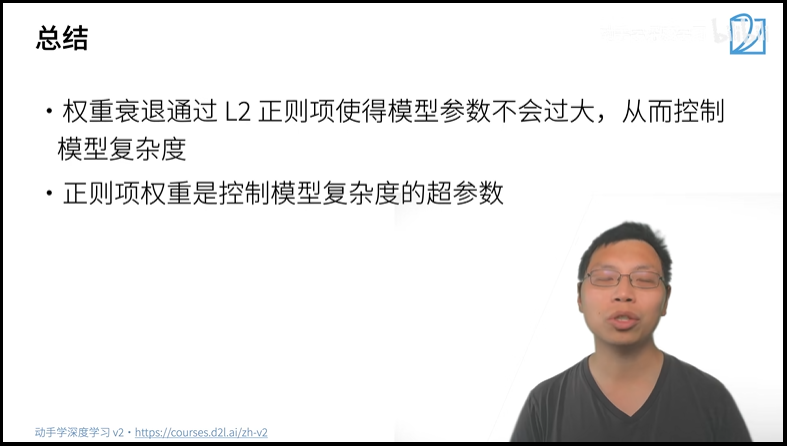 总结
• 权重衰退通过 L2 正则项使得模型参数不会过大，从而控制
模型复杂度
• 正则项权重是控制模型复杂度的超参数
动手学深度学习 v2 • https://courses.d2l.ai/zh-v2